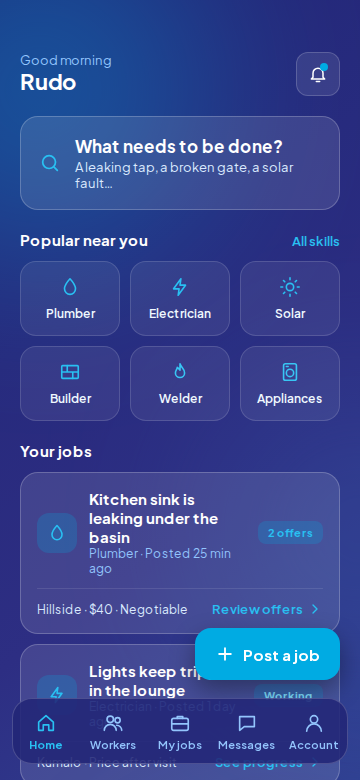 Good morning
Rudo
What needs to be done?
A leaking tap, a broken gate, a solar
fault...
Popular near you
All skills
Plumber
Electrician
Solar
Builder
Welder
Appliances
Your jobs
Kitchen sink is
leaking under the
basin
2 offers
Plumber · Posted 25 min
ago
Hillside · $40 · Negotiable
Review offers
Post a job
Lights keep trip
in the lounge
Working
Electrician · Posted 1 day
ago
Home
Workers
My jobs
Messages
Account
Kumalo · Price after visit
See progress